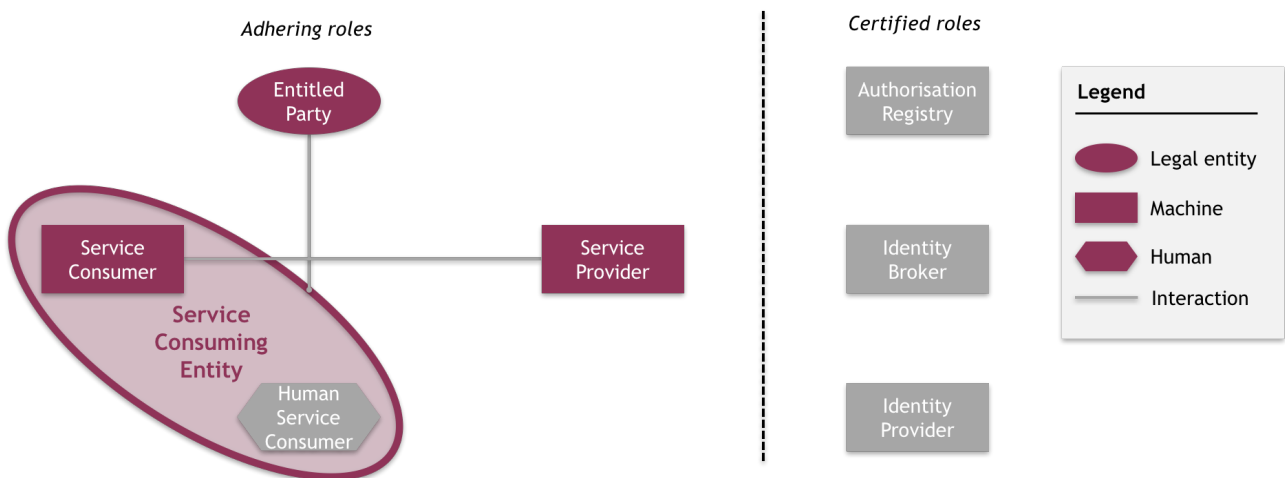 Adhering roles
Certified roles
Entitled
Party
Authorisation
Registry
Legend
Legal entity
Machine
Human
Interaction
Service
Consumer
Service
Provider
Identity
Broker
Service
Consuming
Entity
Human
Service
Consumer
Identity
Provider